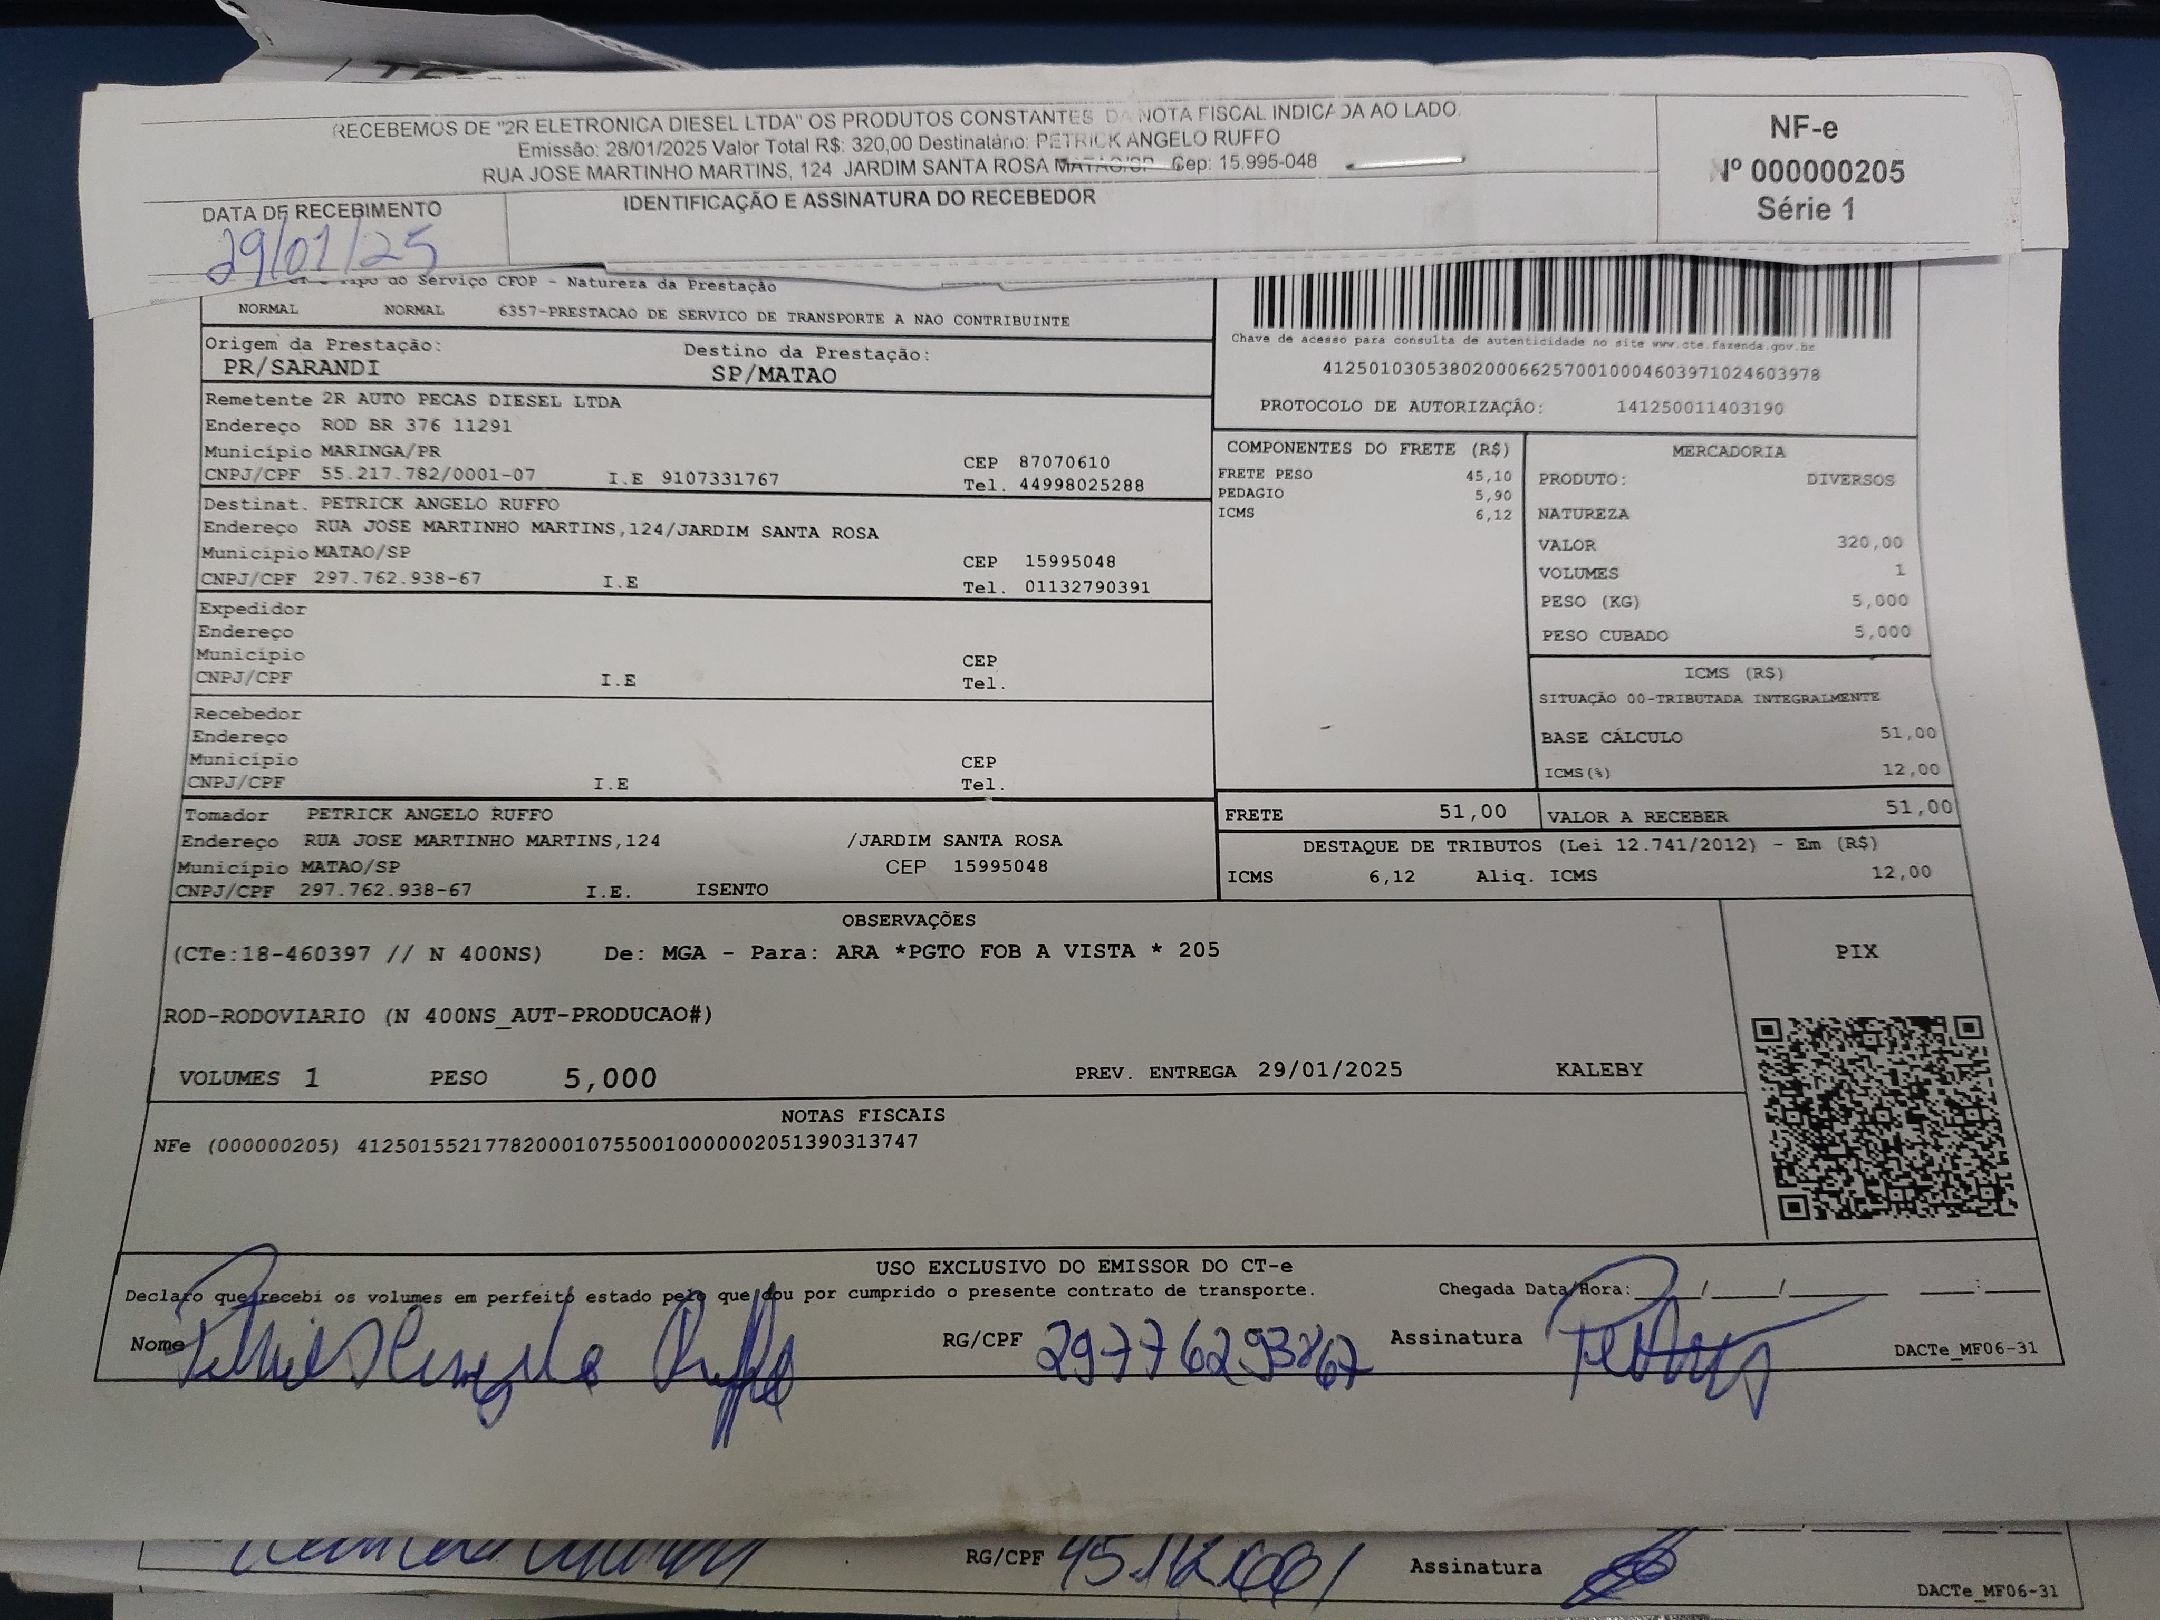 RECEBEMOS DE "2R ELETRONICA DIESEL LTDA" OS PRODUTOS CONSTANTES DA NOTA FISCAL INDICADA AO LADO.
Emissão: 28/01/2025 Valor Total R$: 320,00 Destinatário: PETRICK ANGELO RUFFO
RUA JOSE MARTINHO MARTINS, 124 JARDIM SANTA ROSA MATAO/SP Cep: 15.995-048
NF-e
Nº 000000205
Série 1
DATA DE RECEBIMENTO
29/01/25
IDENTIFICAÇÃO E ASSINATURA DO RECEBEDOR
Tipo do Serviço CFOP - Natureza da Prestação
NORMAL NORMAL 6357-PRESTACAO DE SERVICO DE TRANSPORTE A NAO CONTRIBUINTE
Origem da Prestação: Destino da Prestação:
PR/SARANDI SP/MATAO
Remetente 2R AUTO PECAS DIESEL LTDA
Endereço ROD BR 376 11291
Município MARINGA/PR CEP 87070610
CNPJ/CPF 55.217.782/0001-07 I.E 9107331767 Tel. 44998025288
Destinat. PETRICK ANGELO RUFFO
Endereço RUA JOSE MARTINHO MARTINS,124/JARDIM SANTA ROSA
Município MATAO/SP CEP 15995048
CNPJ/CPF 297.762.938-67 I.E Tel. 01132790391
Expedidor
Endereço
Município CEP
CNPJ/CPF I.E Tel.
Recebedor
Endereço
Município CEP
CNPJ/CPF I.E Tel.
Tomador PETRICK ANGELO RUFFO
Endereço RUA JOSE MARTINHO MARTINS,124 /JARDIM SANTA ROSA
Município MATAO/SP CEP 15995048
CNPJ/CPF 297.762.938-67 I.E. ISENTO
Chave de acesso para consulta de autenticidade no site www.cte.fazenda.gov.br
41250103053802000662570010004603971024603978
PROTOCOLO DE AUTORIZAÇÃO: 141250011403190
COMPONENTES DO FRETE (R$)
FRETE PESO 45,10
PEDAGIO 5,90
ICMS 6,12
MERCADORIA
PRODUTO: DIVERSOS
NATUREZA
VALOR 320,00
VOLUMES 1
PESO (KG) 5,000
PESO CUBADO 5,000
ICMS (R$)
SITUAÇÃO 00-TRIBUTADA INTEGRALMENTE
BASE CÁLCULO 51,00
ICMS(%) 12,00
FRETE 51,00 VALOR A RECEBER 51,00
DESTAQUE DE TRIBUTOS (Lei 12.741/2012) - Em (R$)
ICMS 6,12 Aliq. ICMS 12,00
OBSERVAÇÕES
(CTe:18-460397 // N 400NS) De: MGA - Para: ARA *PGTO FOB A VISTA * 205
ROD-RODOVIARIO (N 400NS_AUT-PRODUCAO#)
VOLUMES 1 PESO 5,000 PREV. ENTREGA 29/01/2025 KALEBY
PIX
NOTAS FISCAIS
NFe (000000205) 41250155217782000107550010000002051390313747
USO EXCLUSIVO DO EMISSOR DO CT-e
Declaro que recebi os volumes em perfeito estado pelo que dou por cumprido o presente contrato de transporte. Chegada Data/Hora:____/____/______ ____:____
Nome Petrick Angelo Ruffo RG/CPF 29776293867 Assinatura DACTe_MF06-31
RG/CPF Assinatura
DACTe_MF06-31